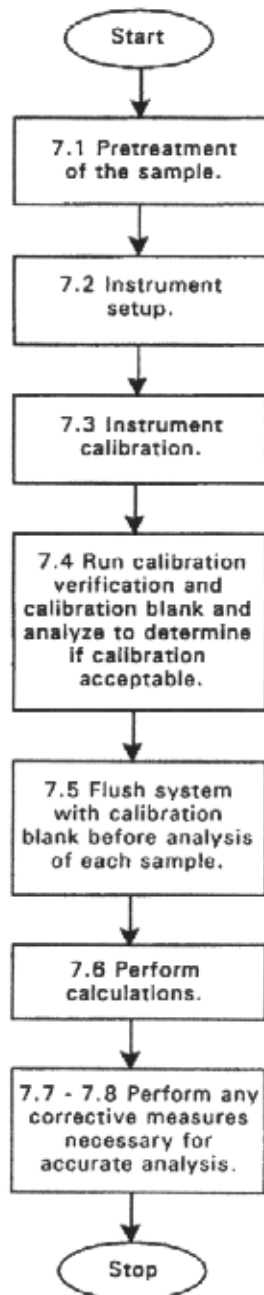 Start
7.1 Pretreatment
of the sample.
7.2 Instrument
setup.
7.3 Instrument
calibration.
7.4 Run calibration
verification and
calibration blank and
analyze to determine
if calibration
acceptable.
7.5 Flush system
with calibration
blank before analysis
of each sample.
7.6 Perform
calculations.
7.7 - 7.8 Perform any
corrective measures
necessary for
accurate analysis.
Stop